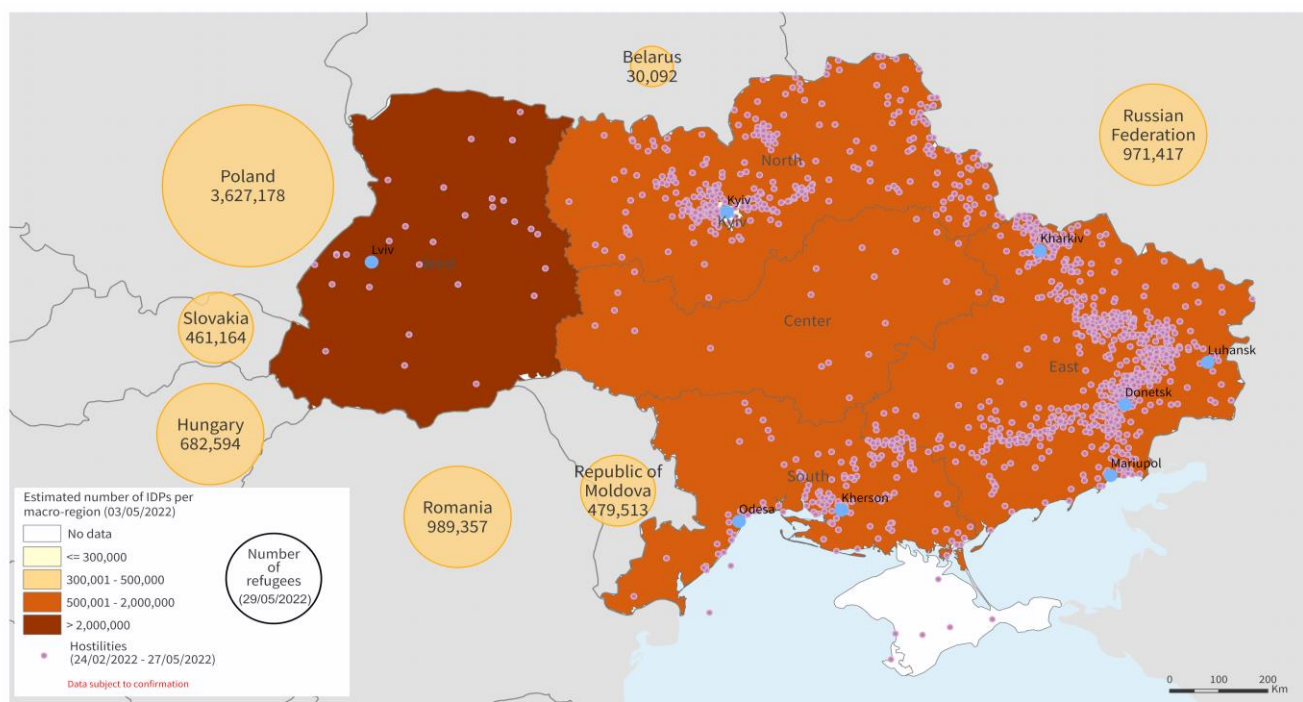 Belarus
30,092
Russian
Federation
971,417
Poland
3,627,178
North
Kyiv
Kyiv
Kharkiv
Lviv
Slovakia
461,164
Center
Luhansk
East
Donetsk
Hungary
682,594
Mariupol
Republic of
Moldova
479,513
South
Kherson
Romania
989,357
Odesa
Estimated number of IDPs per
macro-region (03/05/2022)
No data
<= 300,000
300,001 - 500,000
500,001 - 2,000,000
> 2,000,000
Hostilities
(24/02/2022 - 27/05/2022)
Data subject to confirmation
Number
of
refugees
(29/05/2022)
0 100 200
Km